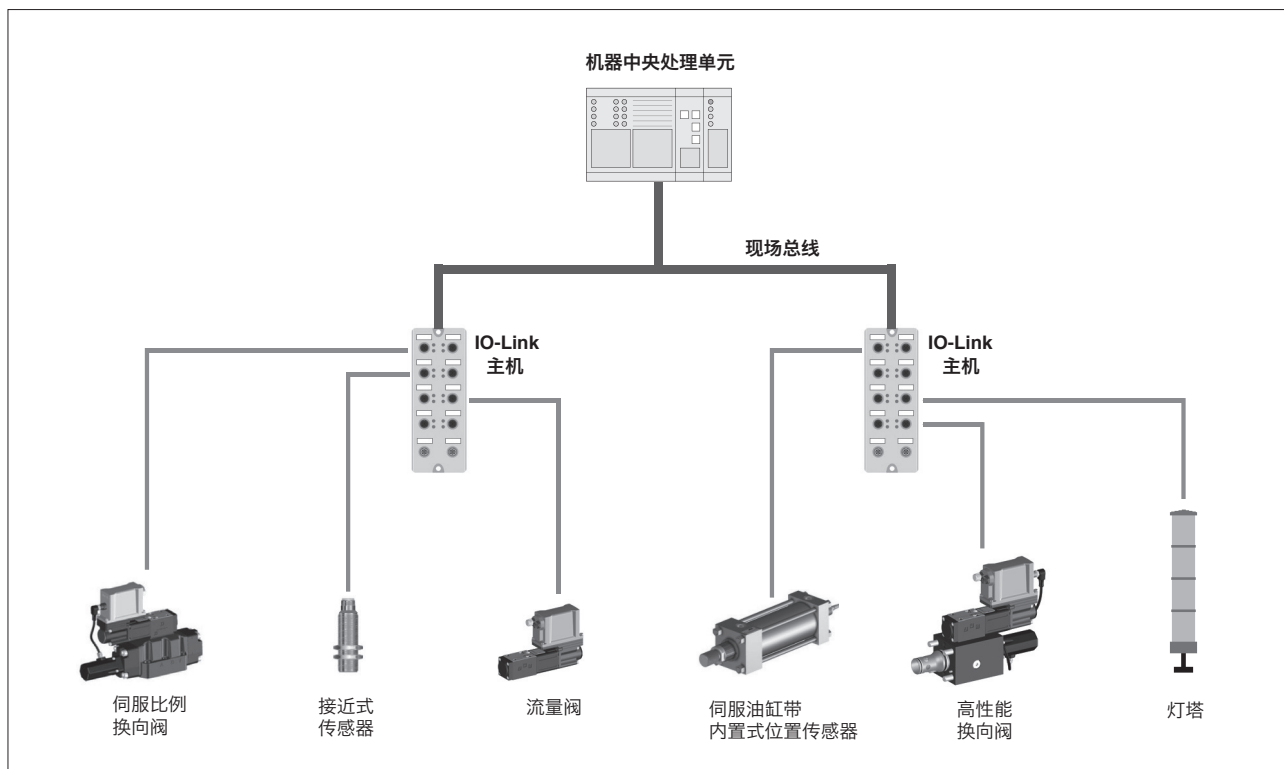 机器中央处理单元
现场总线
IO-Link
主机
IO-Link
主机
伺服比例
换向阀
接近式
传感器
流量阀
伺服油缸带
内置式位置传感器
高性能
换向阀
灯塔